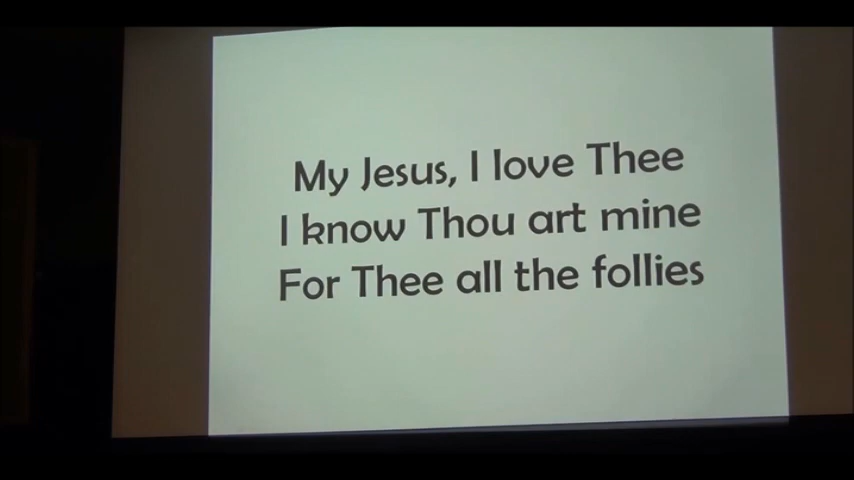 My Jesus, I love Thee
I know Thou art mine
For Thee all the follies